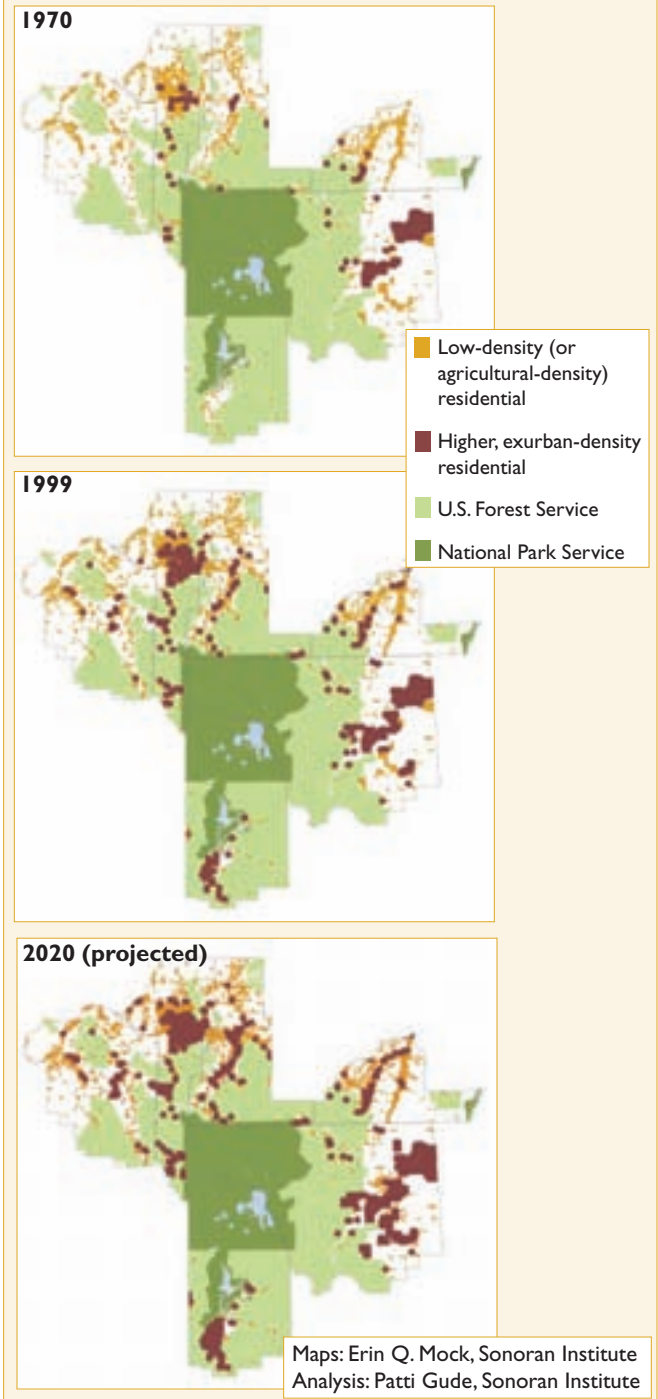 1970
Low-density (or
agricultural-density)
residential
Higher, exurban-density
residential
U.S. Forest Service
National Park Service
1999
2020 (projected)
Maps: Erin Q. Mock, Sonoran Institute
Analysis: Patti Gude, Sonoran Institute